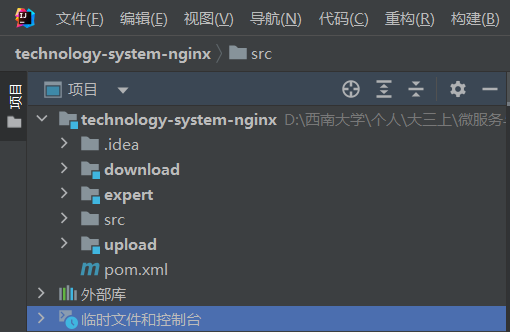 文件(F) 编辑(E) 视图(V) 导航(N) 代码(C) 重构(R) 构建(B)
technology-system-nginx src
项目
项目
technology-system-nginx D:\西南大学\个人\大三上\微服务
.idea
download
expert
src
upload
pom.xml
外部库
临时文件和控制台